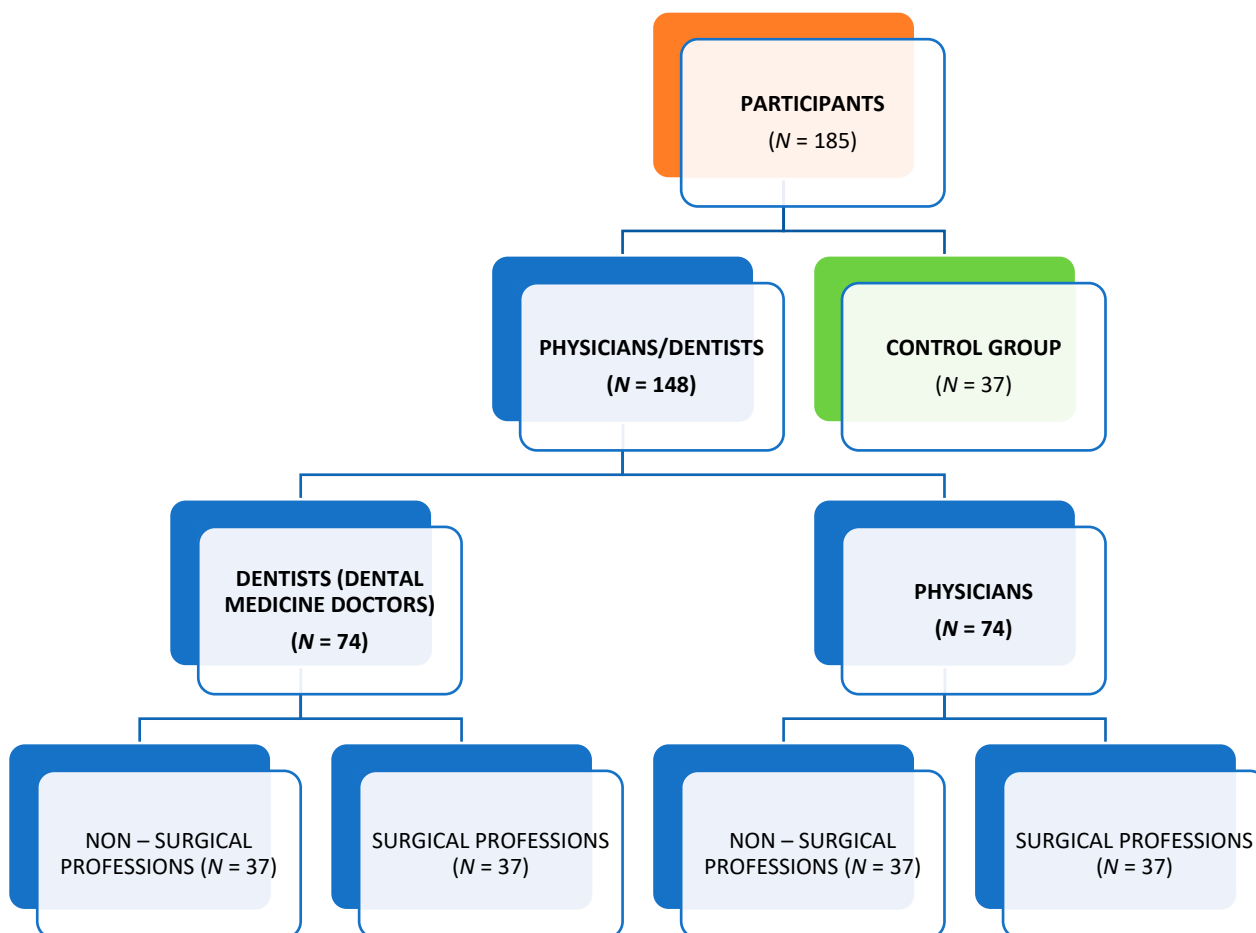 PARTICIPANTS
(N = 185)
PHYSICIANS/DENTISTS
(N = 148)
CONTROL GROUP
(N = 37)
DENTISTS (DENTAL
MEDICINE DOCTORS)
(N = 74)
PHYSICIANS
(N = 74)
NON – SURGICAL
PROFESSIONS (N = 37)
SURGICAL PROFESSIONS
(N = 37)
NON – SURGICAL
PROFESSIONS (N = 37)
SURGICAL PROFESSIONS
(N = 37)